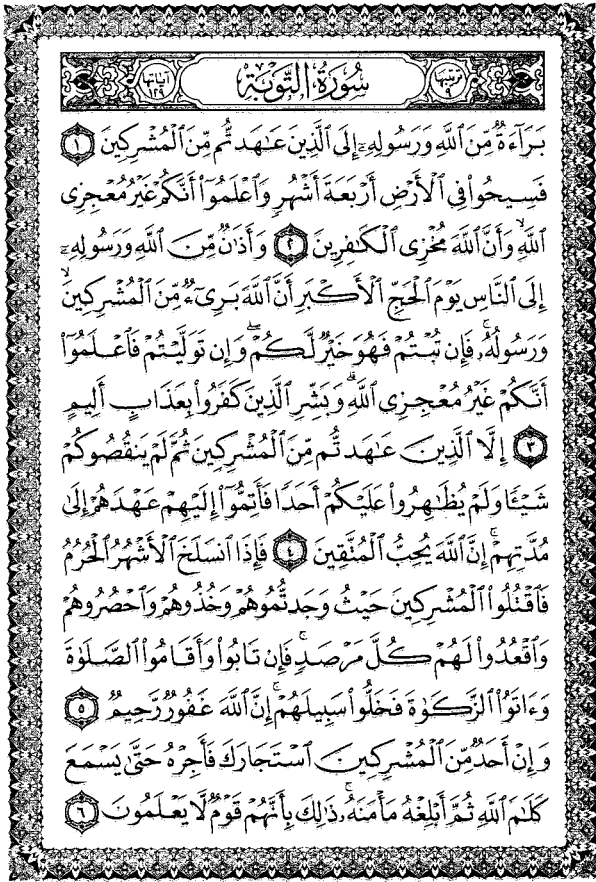 ترتيبها ٩ سُورَةُ التَّوْبَةِ آياتها ١٢٩
بَرَآءَةٌ مِّنَ ٱللَّهِ وَرَسُولِهِۦٓ إِلَى ٱلَّذِينَ عَٰهَدتُّم مِّنَ ٱلْمُشْرِكِينَ ١
فَسِيحُوا۟ فِى ٱلْأَرْضِ أَرْبَعَةَ أَشْهُرٍ وَٱعْلَمُوٓا۟ أَنَّكُمْ غَيْرُ مُعْجِزِى
ٱللَّهِ ۙ وَأَنَّ ٱللَّهَ مُخْزِى ٱلْكَٰفِرِينَ ٢ وَأَذَٰنٌ مِّنَ ٱللَّهِ وَرَسُولِهِۦٓ
إِلَى ٱلنَّاسِ يَوْمَ ٱلْحَجِّ ٱلْأَكْبَرِ أَنَّ ٱللَّهَ بَرِىٓءٌ مِّنَ ٱلْمُشْرِكِينَ ۙ
وَرَسُولُهُۥ ۚ فَإِن تُبْتُمْ فَهُوَ خَيْرٌ لَّكُمْ ۖ وَإِن تَوَلَّيْتُمْ فَٱعْلَمُوٓا۟
أَنَّكُمْ غَيْرُ مُعْجِزِى ٱللَّهِ ۗ وَبَشِّرِ ٱلَّذِينَ كَفَرُوا۟ بِعَذَابٍ أَلِيمٍ
٣ إِلَّا ٱلَّذِينَ عَٰهَدتُّم مِّنَ ٱلْمُشْرِكِينَ ثُمَّ لَمْ يَنقُصُوكُمْ
شَيْـًٔا وَلَمْ يُظَٰهِرُوا۟ عَلَيْكُمْ أَحَدًا فَأَتِمُّوٓا۟ إِلَيْهِمْ عَهْدَهُمْ إِلَىٰ
مُدَّتِهِمْ ۚ إِنَّ ٱللَّهَ يُحِبُّ ٱلْمُتَّقِينَ ٤ فَإِذَا ٱنسَلَخَ ٱلْأَشْهُرُ ٱلْحُرُمُ
فَٱقْتُلُوا۟ ٱلْمُشْرِكِينَ حَيْثُ وَجَدتُّمُوهُمْ وَخُذُوهُمْ وَٱحْصُرُوهُمْ
وَٱقْعُدُوا۟ لَهُمْ كُلَّ مَرْصَدٍ ۚ فَإِن تَابُوا۟ وَأَقَامُوا۟ ٱلصَّلَوٰةَ
وَءَاتَوُا۟ ٱلزَّكَوٰةَ فَخَلُّوا۟ سَبِيلَهُمْ ۚ إِنَّ ٱللَّهَ غَفُورٌ رَّحِيمٌ ٥
وَإِنْ أَحَدٌ مِّنَ ٱلْمُشْرِكِينَ ٱسْتَجَارَكَ فَأَجِرْهُ حَتَّىٰ يَسْمَعَ
كَلَٰمَ ٱللَّهِ ثُمَّ أَبْلِغْهُ مَأْمَنَهُۥ ۚ ذَٰلِكَ بِأَنَّهُمْ قَوْمٌ لَّا يَعْلَمُونَ ٦